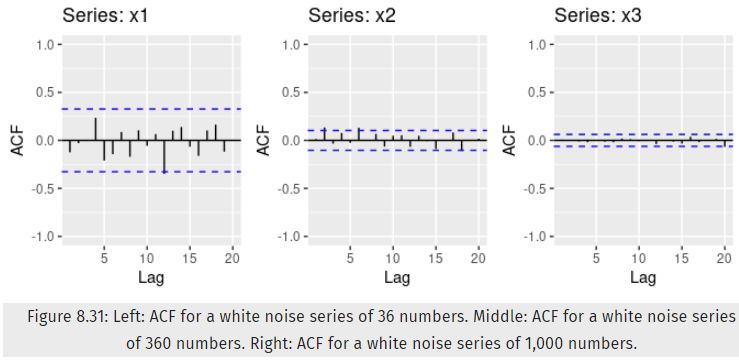 Series: x1
Series: x2
Series: x3
1.0
0.5
0.0
-0.5
-1.0
ACF
5
10
15
20
Lag
1.0
0.5
0.0
-0.5
-1.0
ACF
5
10
15
20
Lag
1.0
0.5
0.0
-0.5
-1.0
ACF
5
10
15
20
Lag
Figure 8.31: Left: ACF for a white noise series of 36 numbers. Middle: ACF for a white noise series
of 360 numbers. Right: ACF for a white noise series of 1,000 numbers.